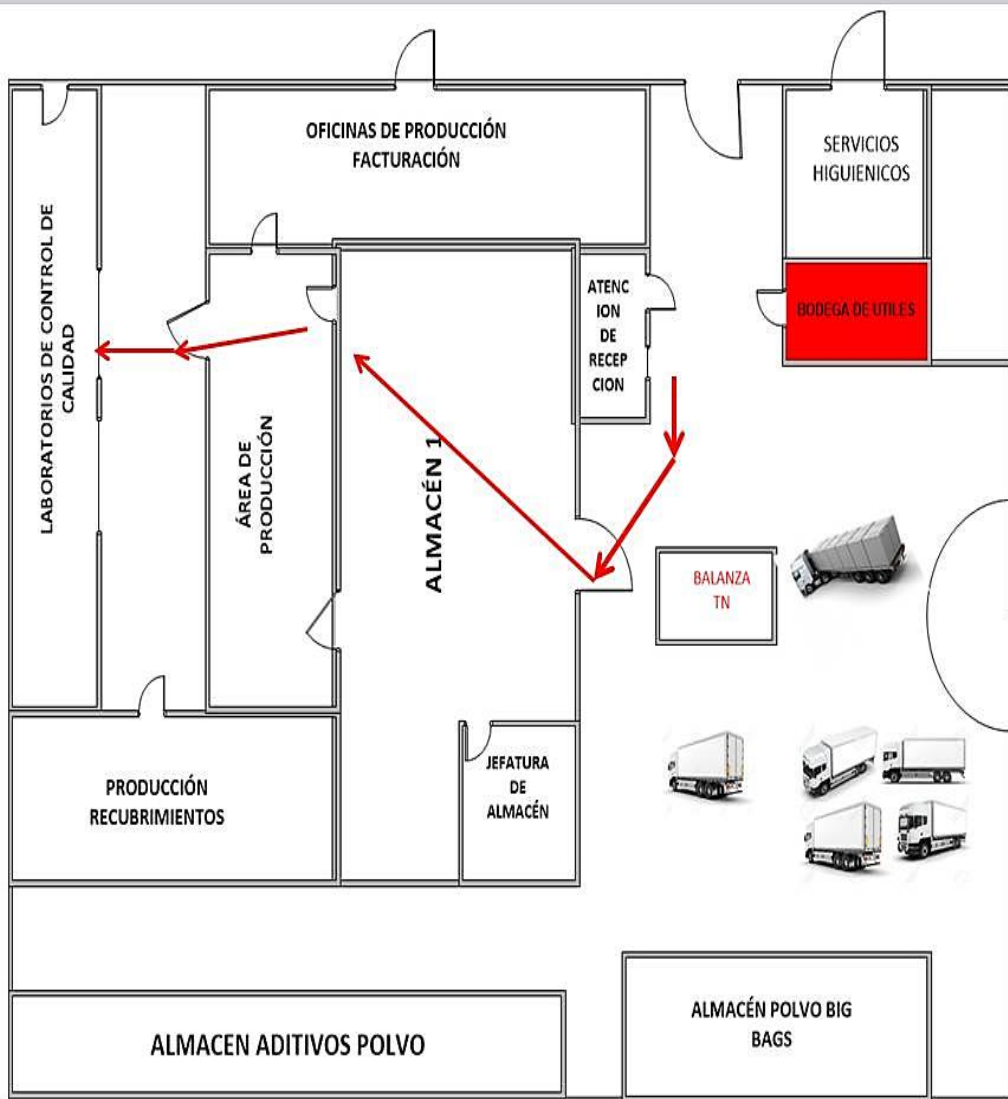 OFICINAS DE PRODUCCIÓN
FACTURACIÓN
SERVICIOS
HIGUIENICOS
LABORATORIOS DE CONTROL DE
CALIDAD
ATENC
ION
DE
RECEP
CION
BODEGA DE UTILES
ÁREA DE
PRODUCCIÓN
ALMACÉN 1
BALANZA
TN
PRODUCCIÓN
RECUBRIMIENTOS
JEFATURA
DE
ALMACÉN
ALMACEN ADITIVOS POLVO
ALMACÉN POLVO BIG
BAGS